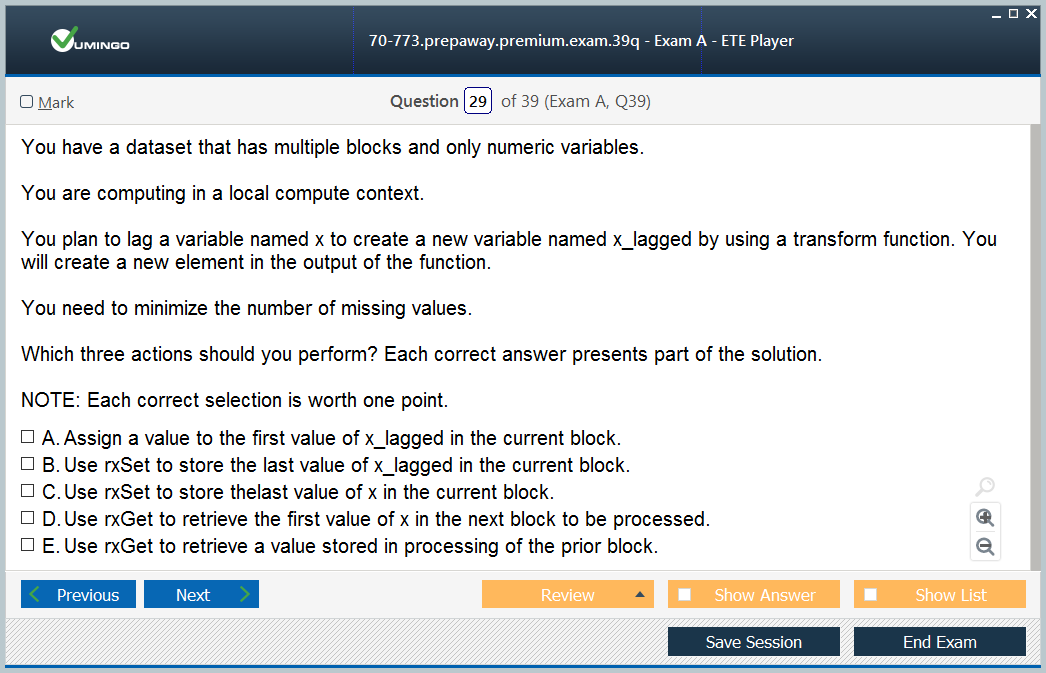 VUMINGO
70-773.prepaway.premium.exam.39q - Exam A - ETE Player
Mark
Question 29 of 39 (Exam A, Q39)
You have a dataset that has multiple blocks and only numeric variables.
You are computing in a local compute context.
You plan to lag a variable named x to create a new variable named x_lagged by using a transform function. You
will create a new element in the output of the function.
You need to minimize the number of missing values.
Which three actions should you perform? Each correct answer presents part of the solution.
NOTE: Each correct selection is worth one point.
A. Assign a value to the first value of x_lagged in the current block.
B. Use rxSet to store the last value of x_lagged in the current block.
C. Use rxSet to store thelast value of x in the current block.
D. Use rxGet to retrieve the first value of x in the next block to be processed.
E. Use rxGet to retrieve a value stored in processing of the prior block.
Previous Next Review Show Answer Show List
Save Session End Exam